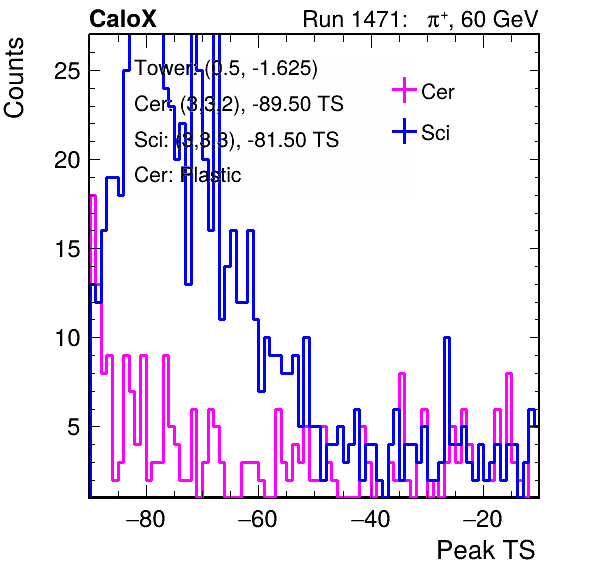 CaloX Run 1471: π⁺, 60 GeV
Counts
Tower: (0.5, -1.625)
Cer: (3,3,2), -89.50 TS
Sci: (3,3,3), -81.50 TS
Cer: Plastic
Cer
Sci
25
20
15
10
5
−80 −60 −40 −20
Peak TS